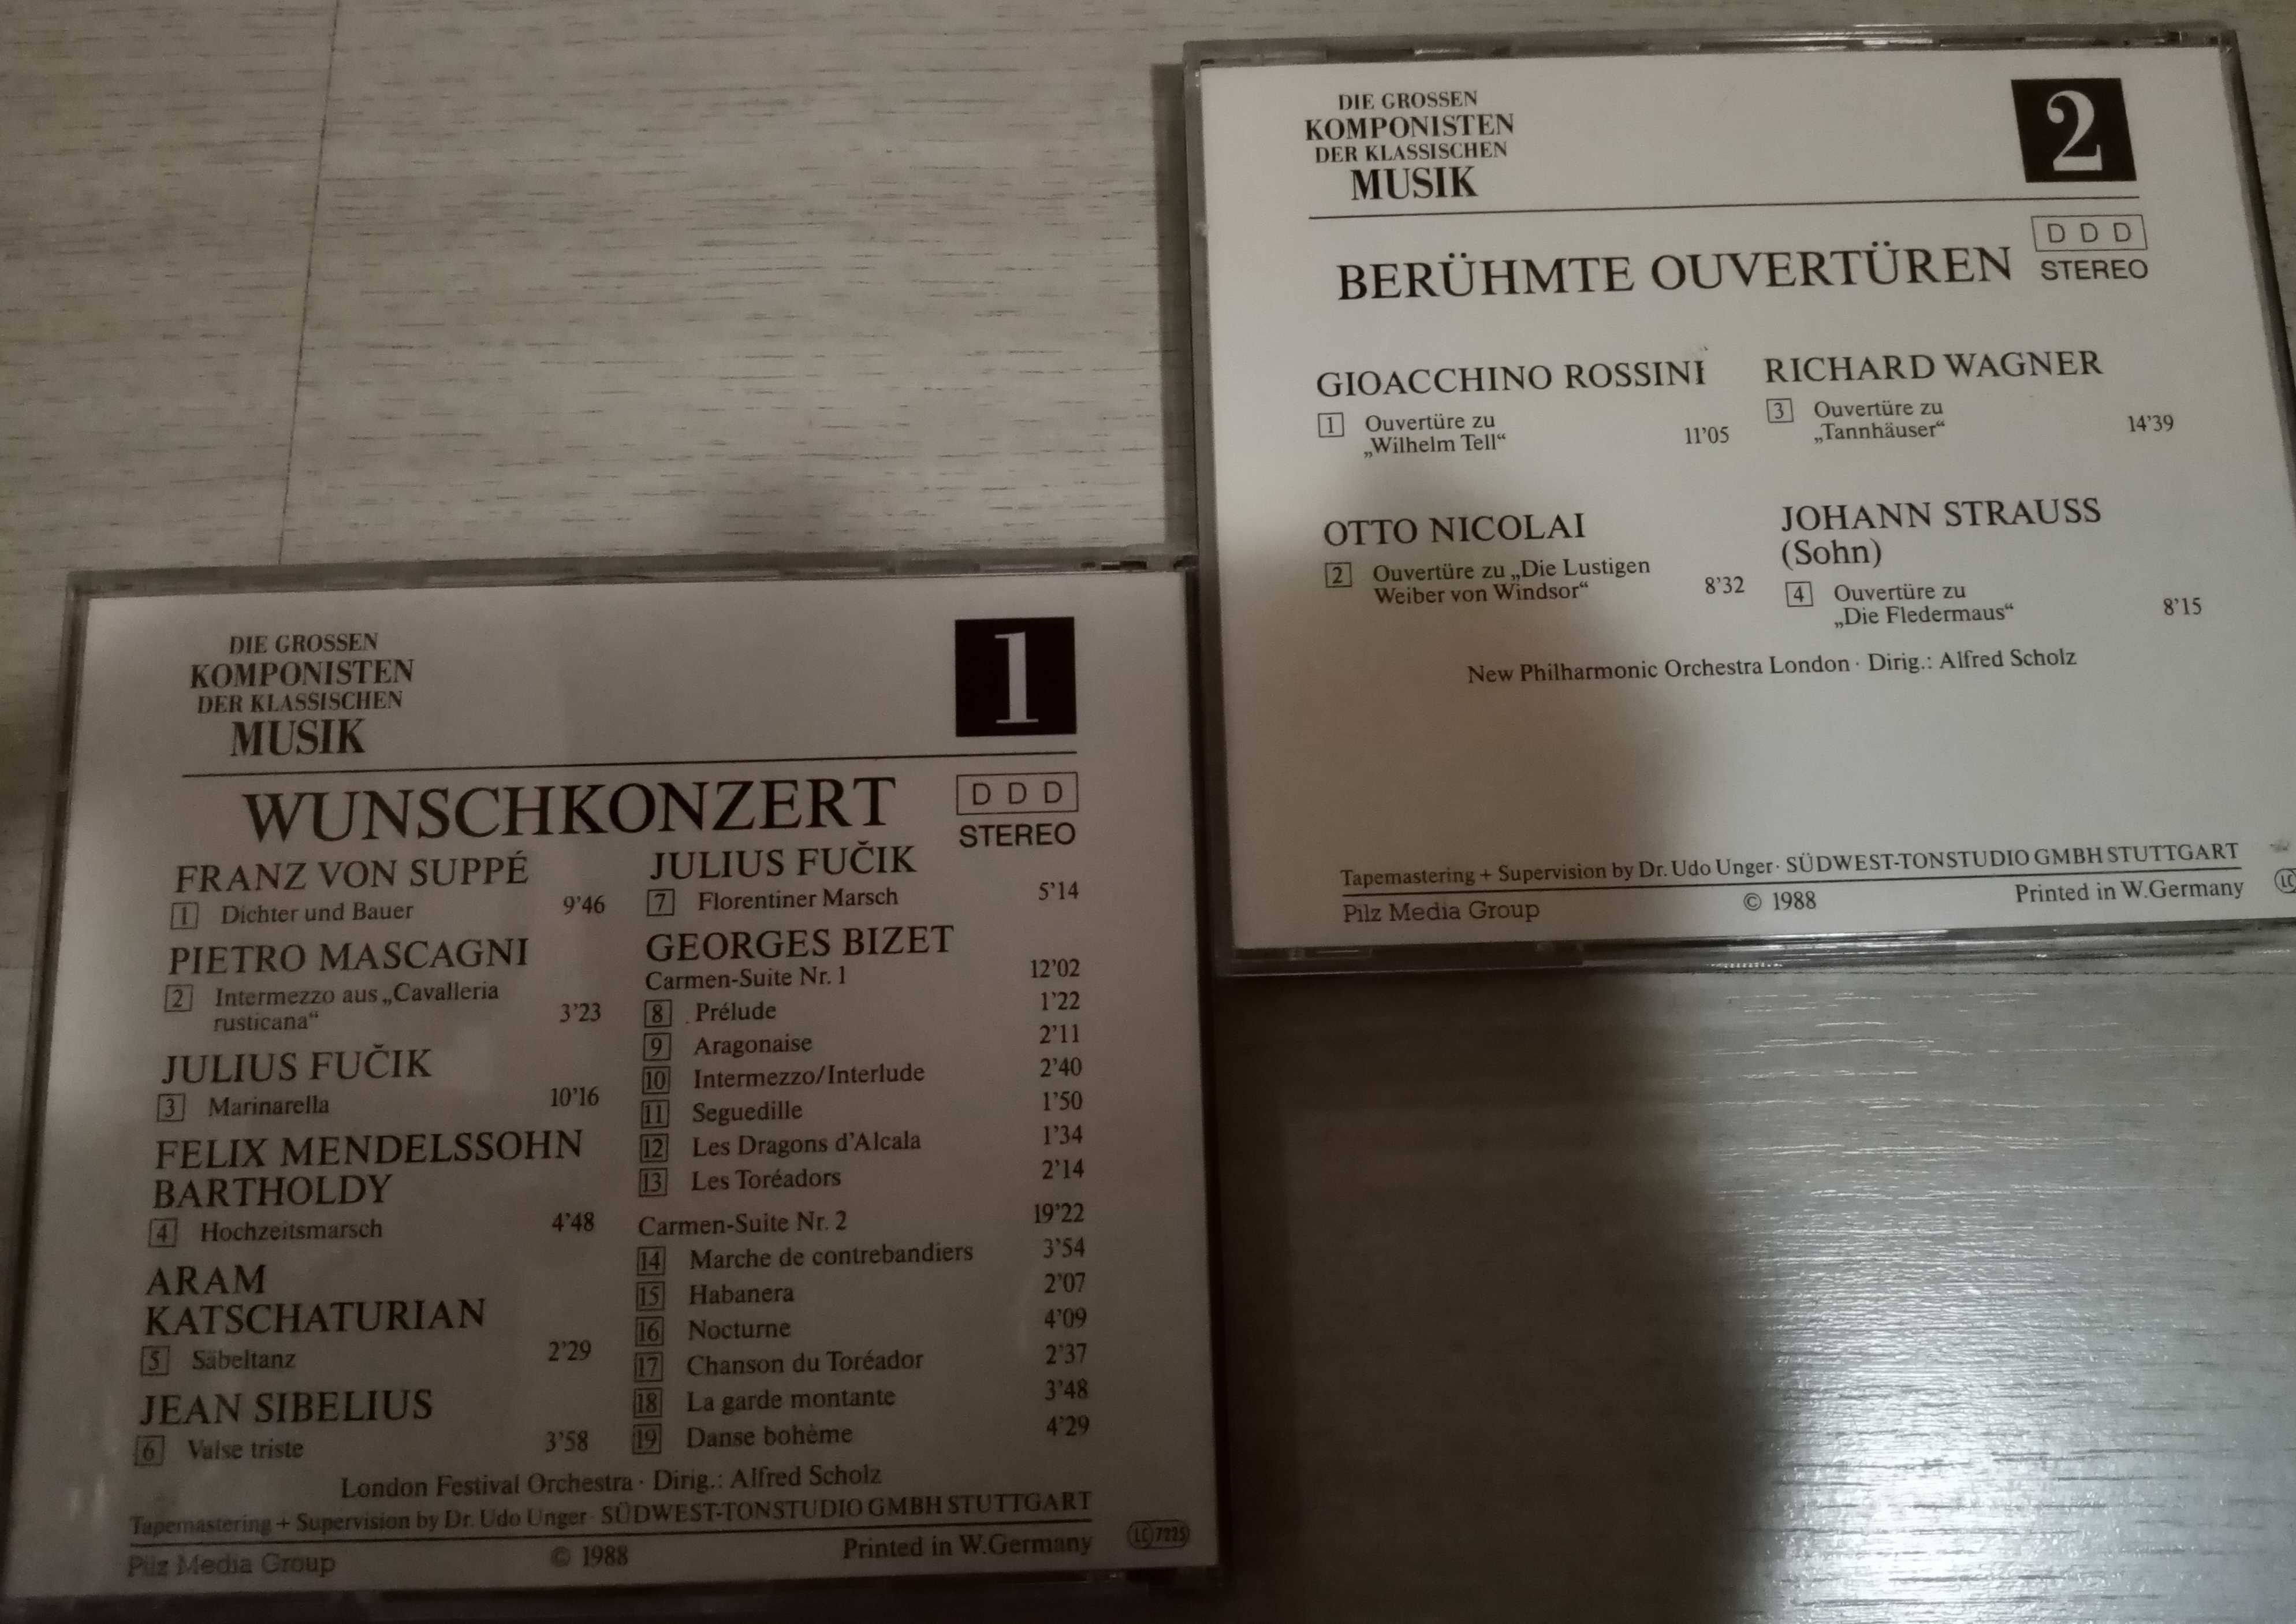 DIE GROSSEN
KOMPONISTEN
DER KLASSISCHEN
MUSIK
1
WUNSCHKONZERT
D D D
STEREO
FRANZ VON SUPPÉ
1 Dichter und Bauer 9'46
PIETRO MASCAGNI
2 Intermezzo aus „Cavalleria
rusticana“ 3'23
JULIUS FUČIK
3 Marinarella 10'16
FELIX MENDELSSOHN
BARTHOLDY
4 Hochzeitsmarsch 4'48
ARAM
KATSCHATURIAN
5 Säbeltanz 2'29
JEAN SIBELIUS
6 Valse triste 3'58
JULIUS FUČIK
7 Florentiner Marsch 5'14
GEORGES BIZET
Carmen-Suite Nr. 1 12'02
8 Prélude 1'22
9 Aragonaise 2'11
10 Intermezzo/Interlude 2'40
11 Seguedille 1'50
12 Les Dragons d'Alcala 1'34
13 Les Toréadors 2'14
Carmen-Suite Nr. 2 19'22
14 Marche de contrebandiers 3'54
15 Habanera 2'07
16 Nocturne 4'09
17 Chanson du Toréador 2'37
18 La garde montante 3'48
19 Danse bohème 4'29
London Festival Orchestra · Dirig.: Alfred Scholz
Tapemastering + Supervision by Dr. Udo Unger · SÜDWEST-TONSTUDIO GMBH STUTTGART
Pilz Media Group © 1988 Printed in W.Germany
LC 7225
DIE GROSSEN
KOMPONISTEN
DER KLASSISCHEN
MUSIK
2
BERÜHMTE OUVERTÜREN
D D D
STEREO
GIOACCHINO ROSSINI
1 Ouvertüre zu
„Wilhelm Tell“ 11'05
OTTO NICOLAI
2 Ouvertüre zu „Die Lustigen
Weiber von Windsor“ 8'32
RICHARD WAGNER
3 Ouvertüre zu
„Tannhäuser“ 14'39
JOHANN STRAUSS
(Sohn)
4 Ouvertüre zu
„Die Fledermaus“ 8'15
New Philharmonic Orchestra London · Dirig.: Alfred Scholz
Tapemastering + Supervision by Dr. Udo Unger · SÜDWEST-TONSTUDIO GMBH STUTTGART
Pilz Media Group © 1988 Printed in W.Germany
LC